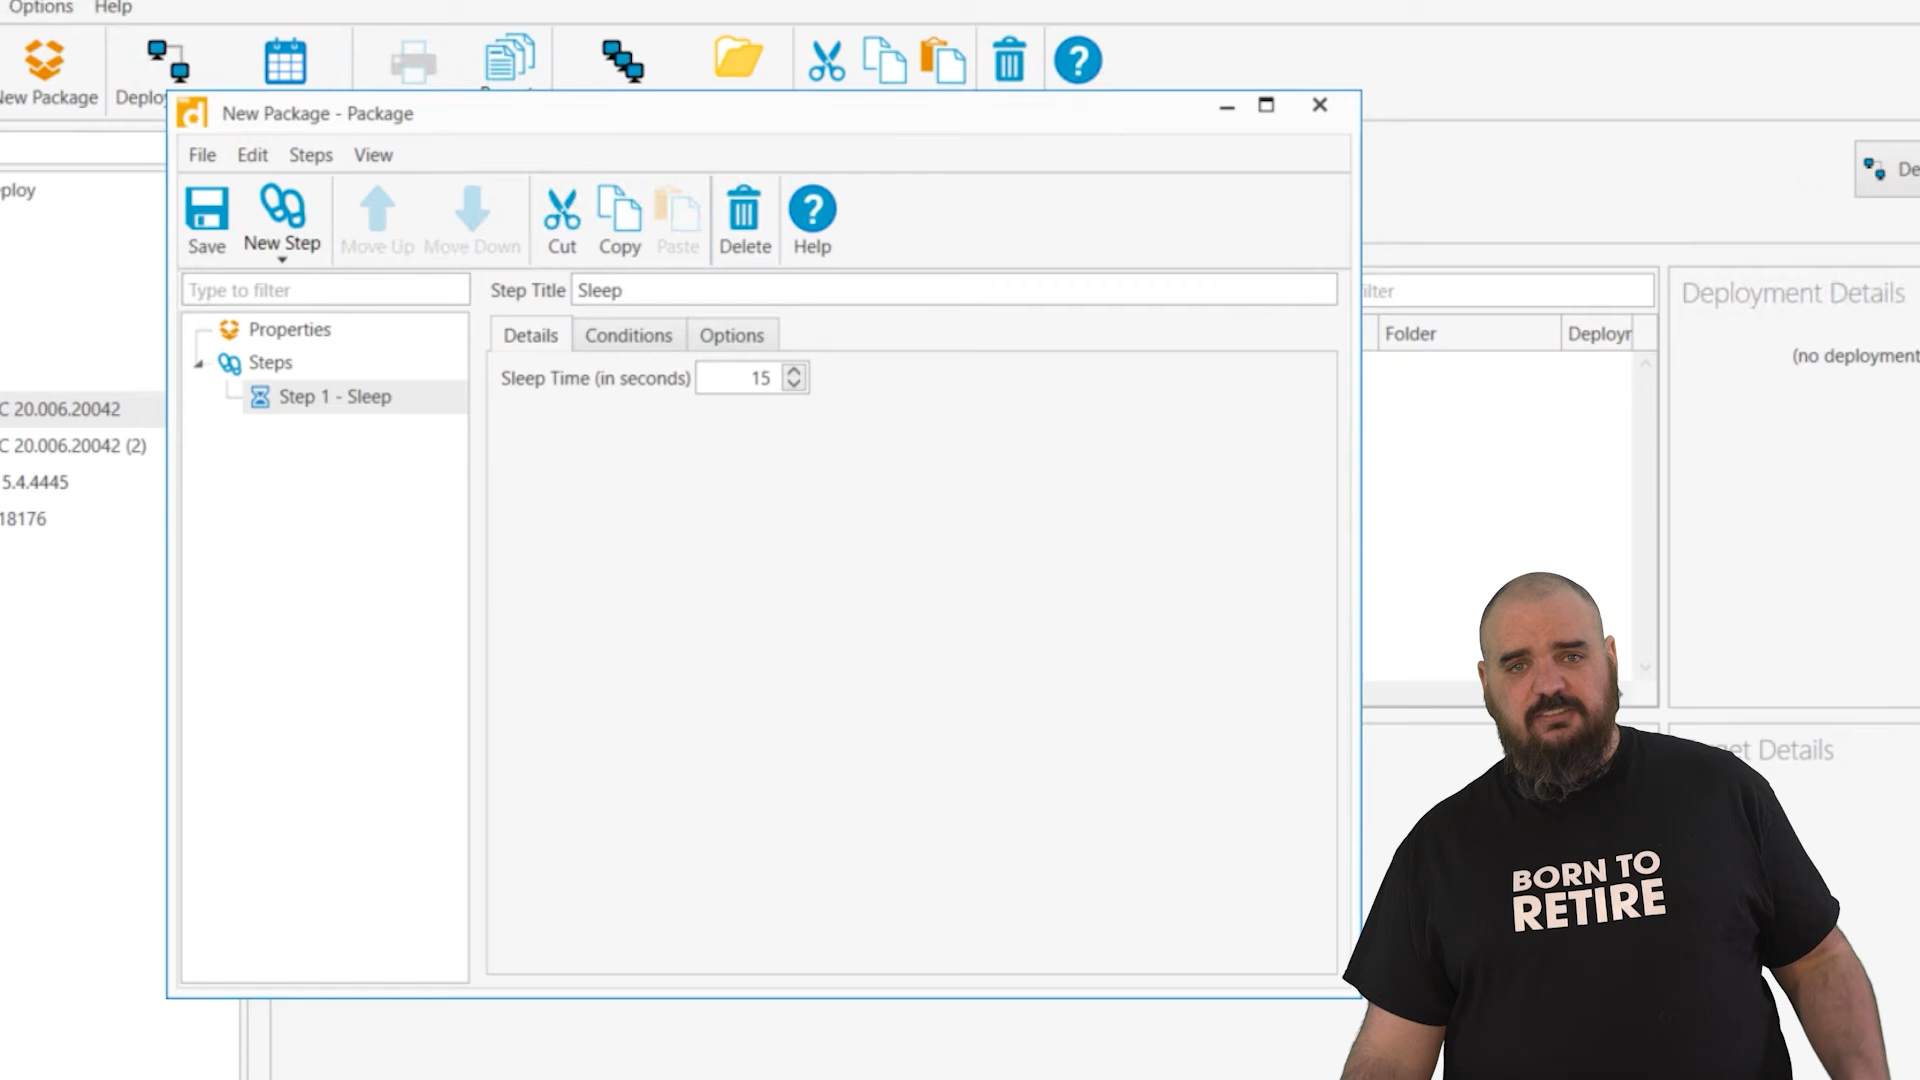 Options Help
New Package
Deploy
New Package - Package
File Edit Steps View
Save New Step Move Up Move Down Cut Copy Paste Delete Help
Type to filter
Step Title Sleep
Properties
Steps
Step 1 - Sleep
Details Conditions Options
Sleep Time (in seconds) 15
ploy
C 20.006.20042
C 20.006.20042 (2)
5.4.4445
18176
De
ilter
Folder Deployr
Deployment Details
(no deployment
get Details
BORN TO
RETIRE